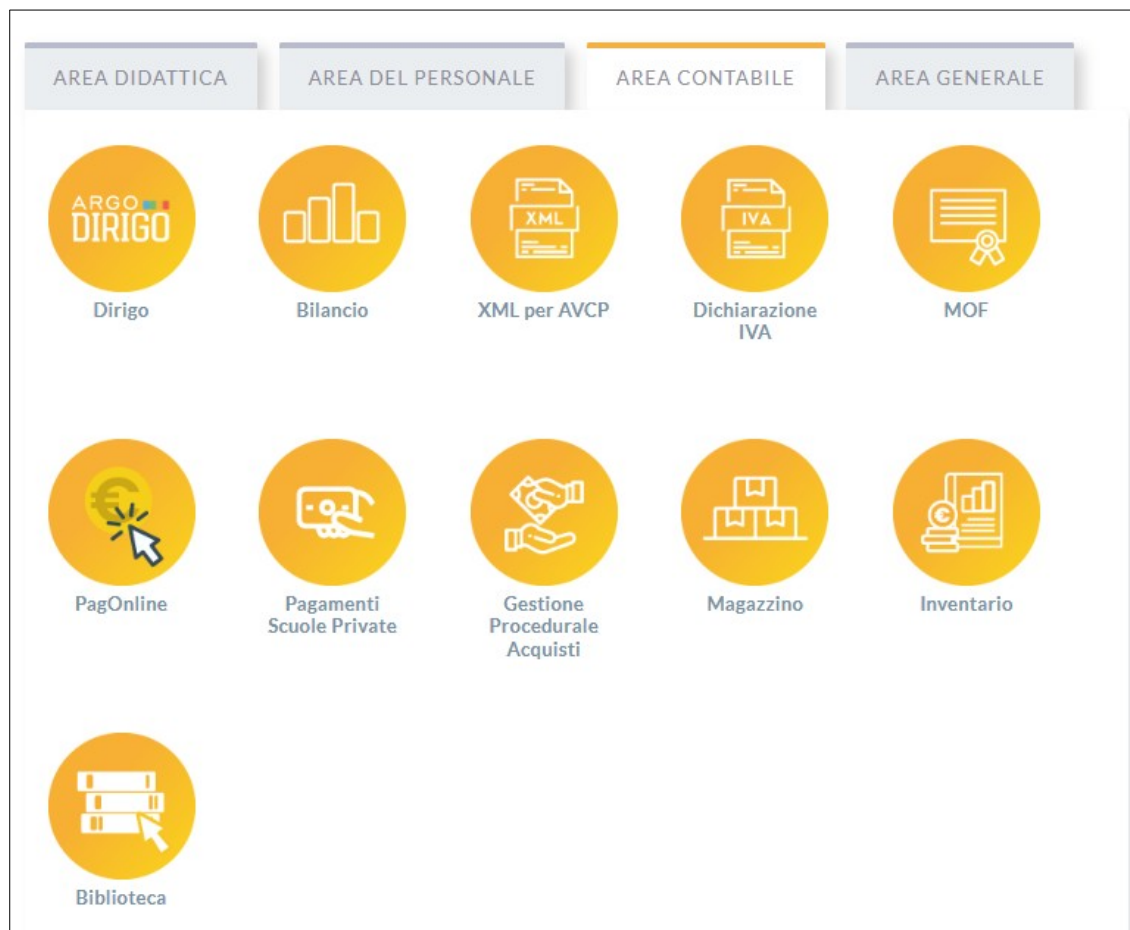 AREA DIDATTICA
AREA DEL PERSONALE
AREA CONTABILE
AREA GENERALE
ARGO
DIRIGO
XML
IVA
Dirigo
Bilancio
XML per AVCP
Dichiarazione
IVA
MOF
€
€
PagOnline
Pagamenti
Scuole Private
Gestione
Procedurale
Acquisti
Magazzino
Inventario
Biblioteca